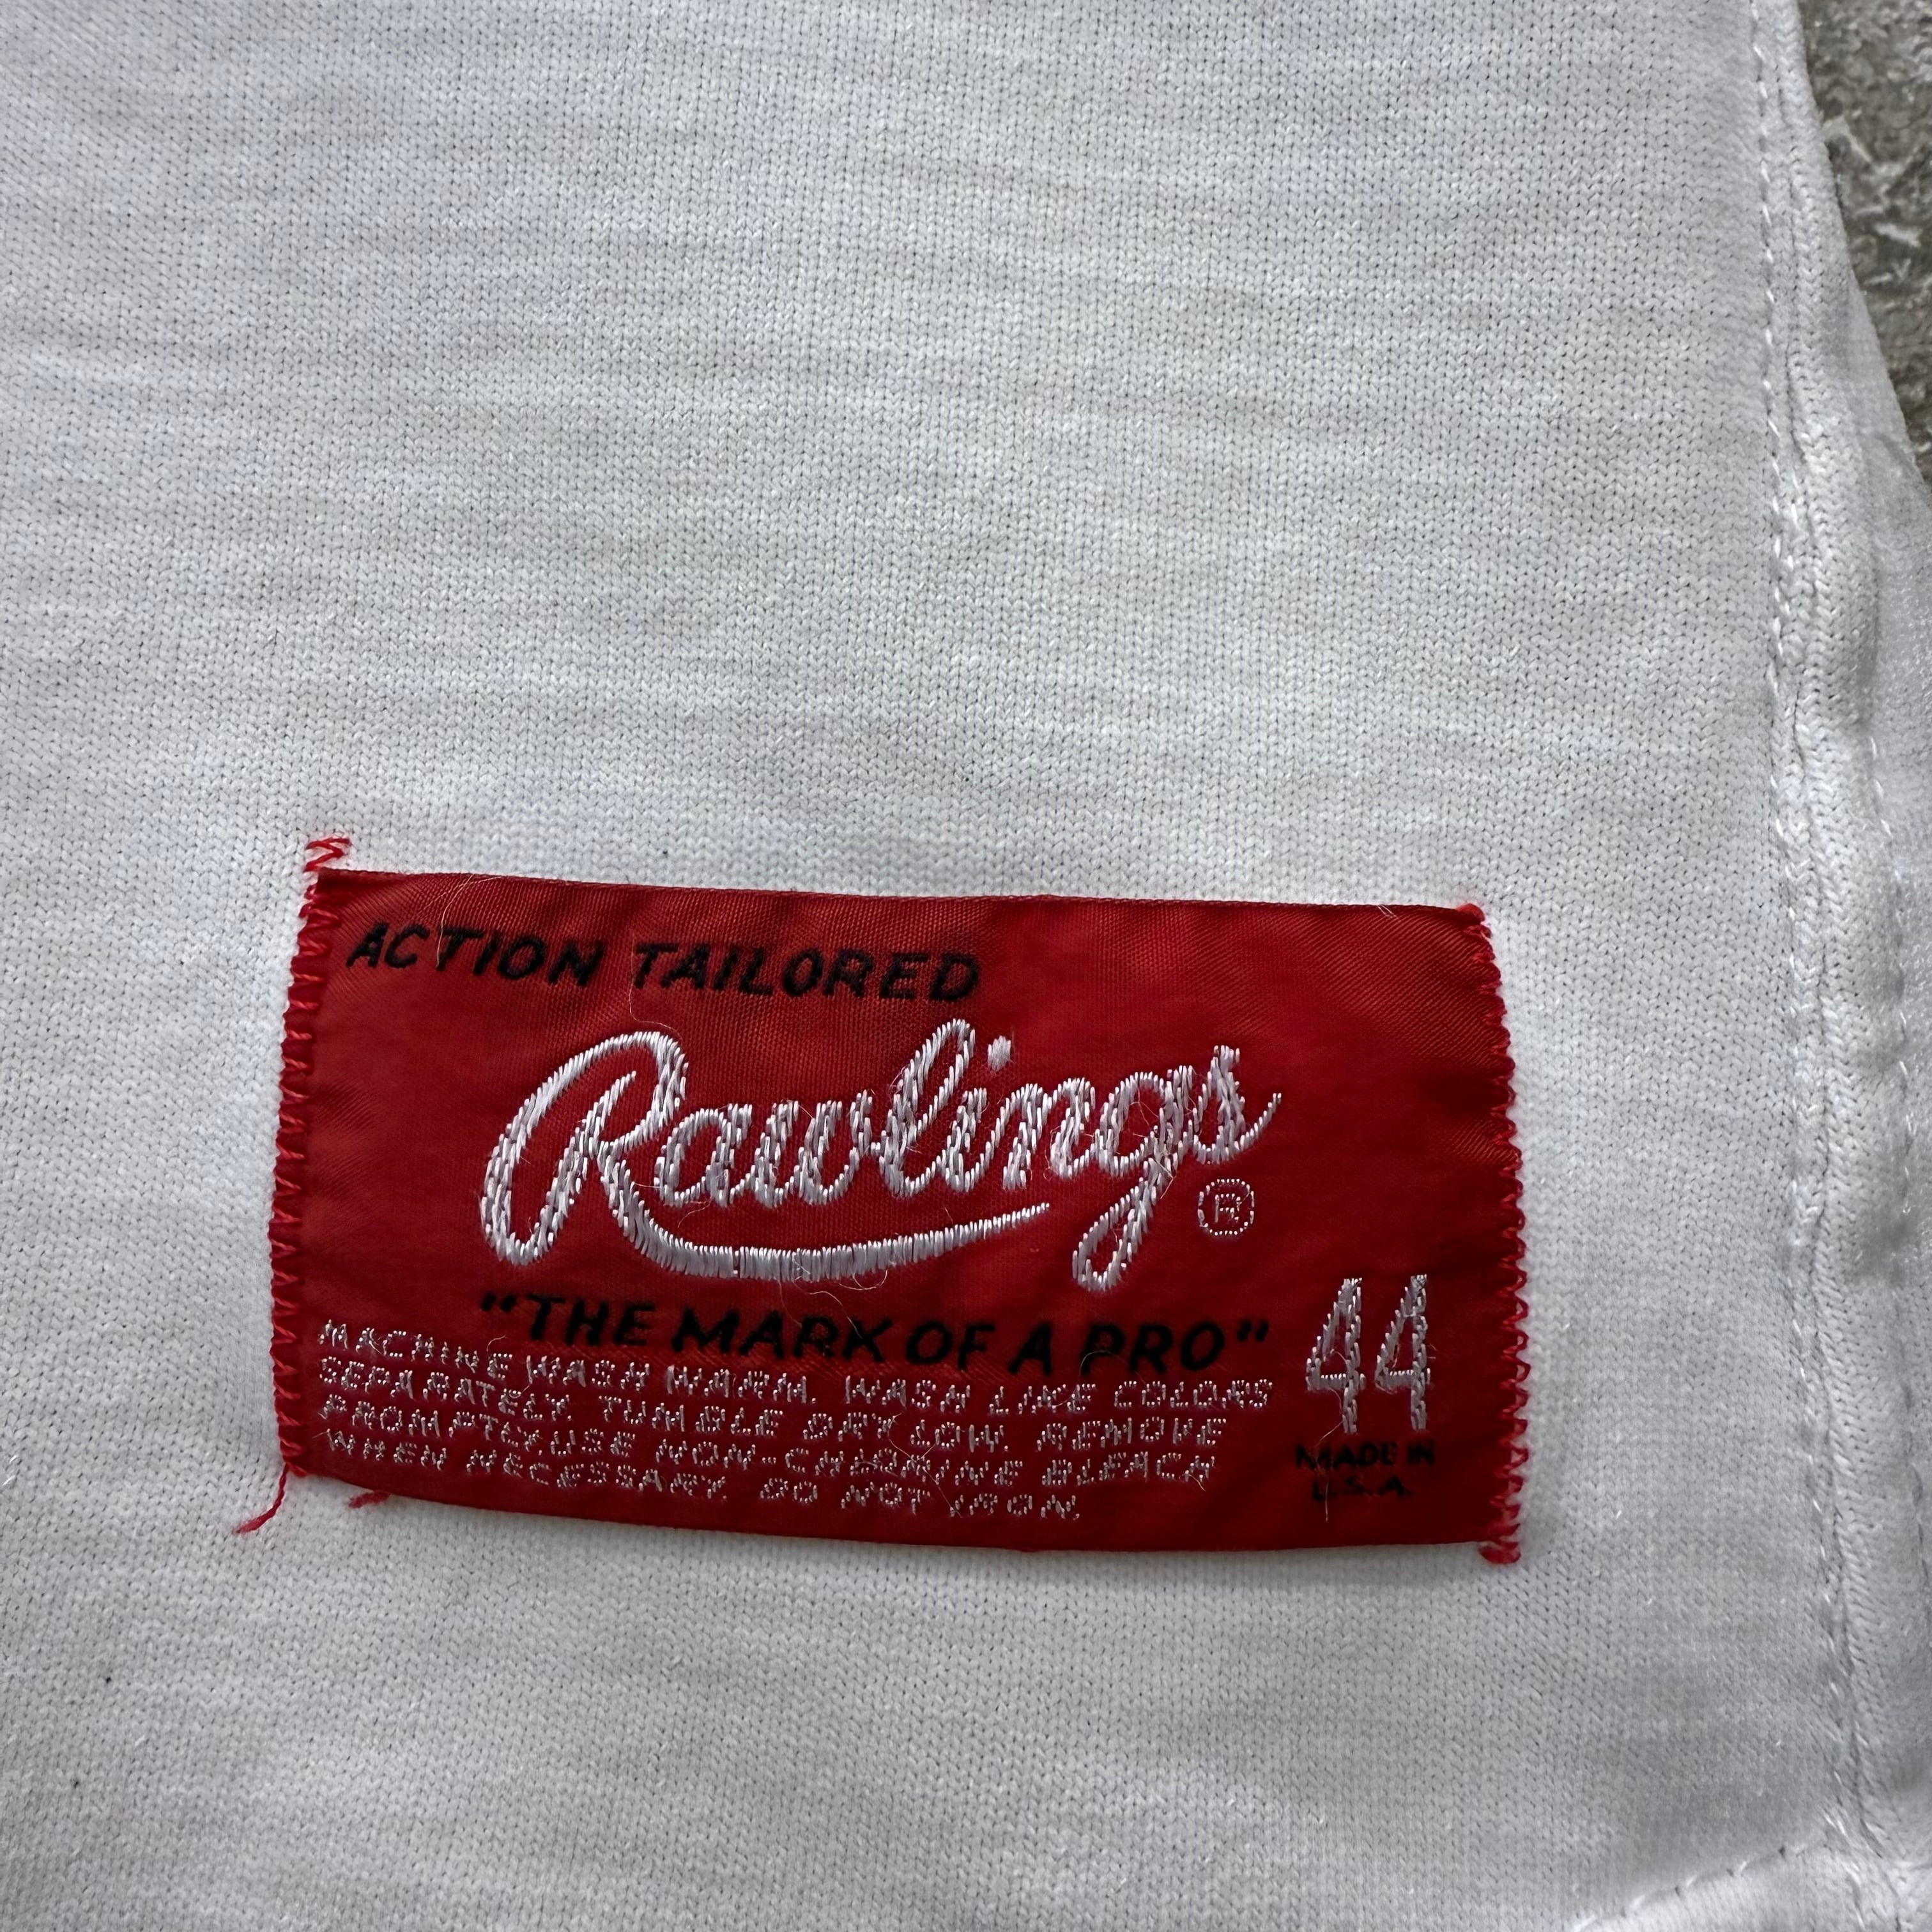 ACTION TAILORED
Rawlings ®
"THE MARK OF A PRO"
MACHINE WASH WARM. WASH LIKE COLORS
SEPARATELY. TUMBLE DRY LOW. REMOVE
PROMPTLY.USE NON-CHLORINE BLEACH
WHEN NECESSARY. DO NOT IRON.
44
MADE IN
U.S.A.